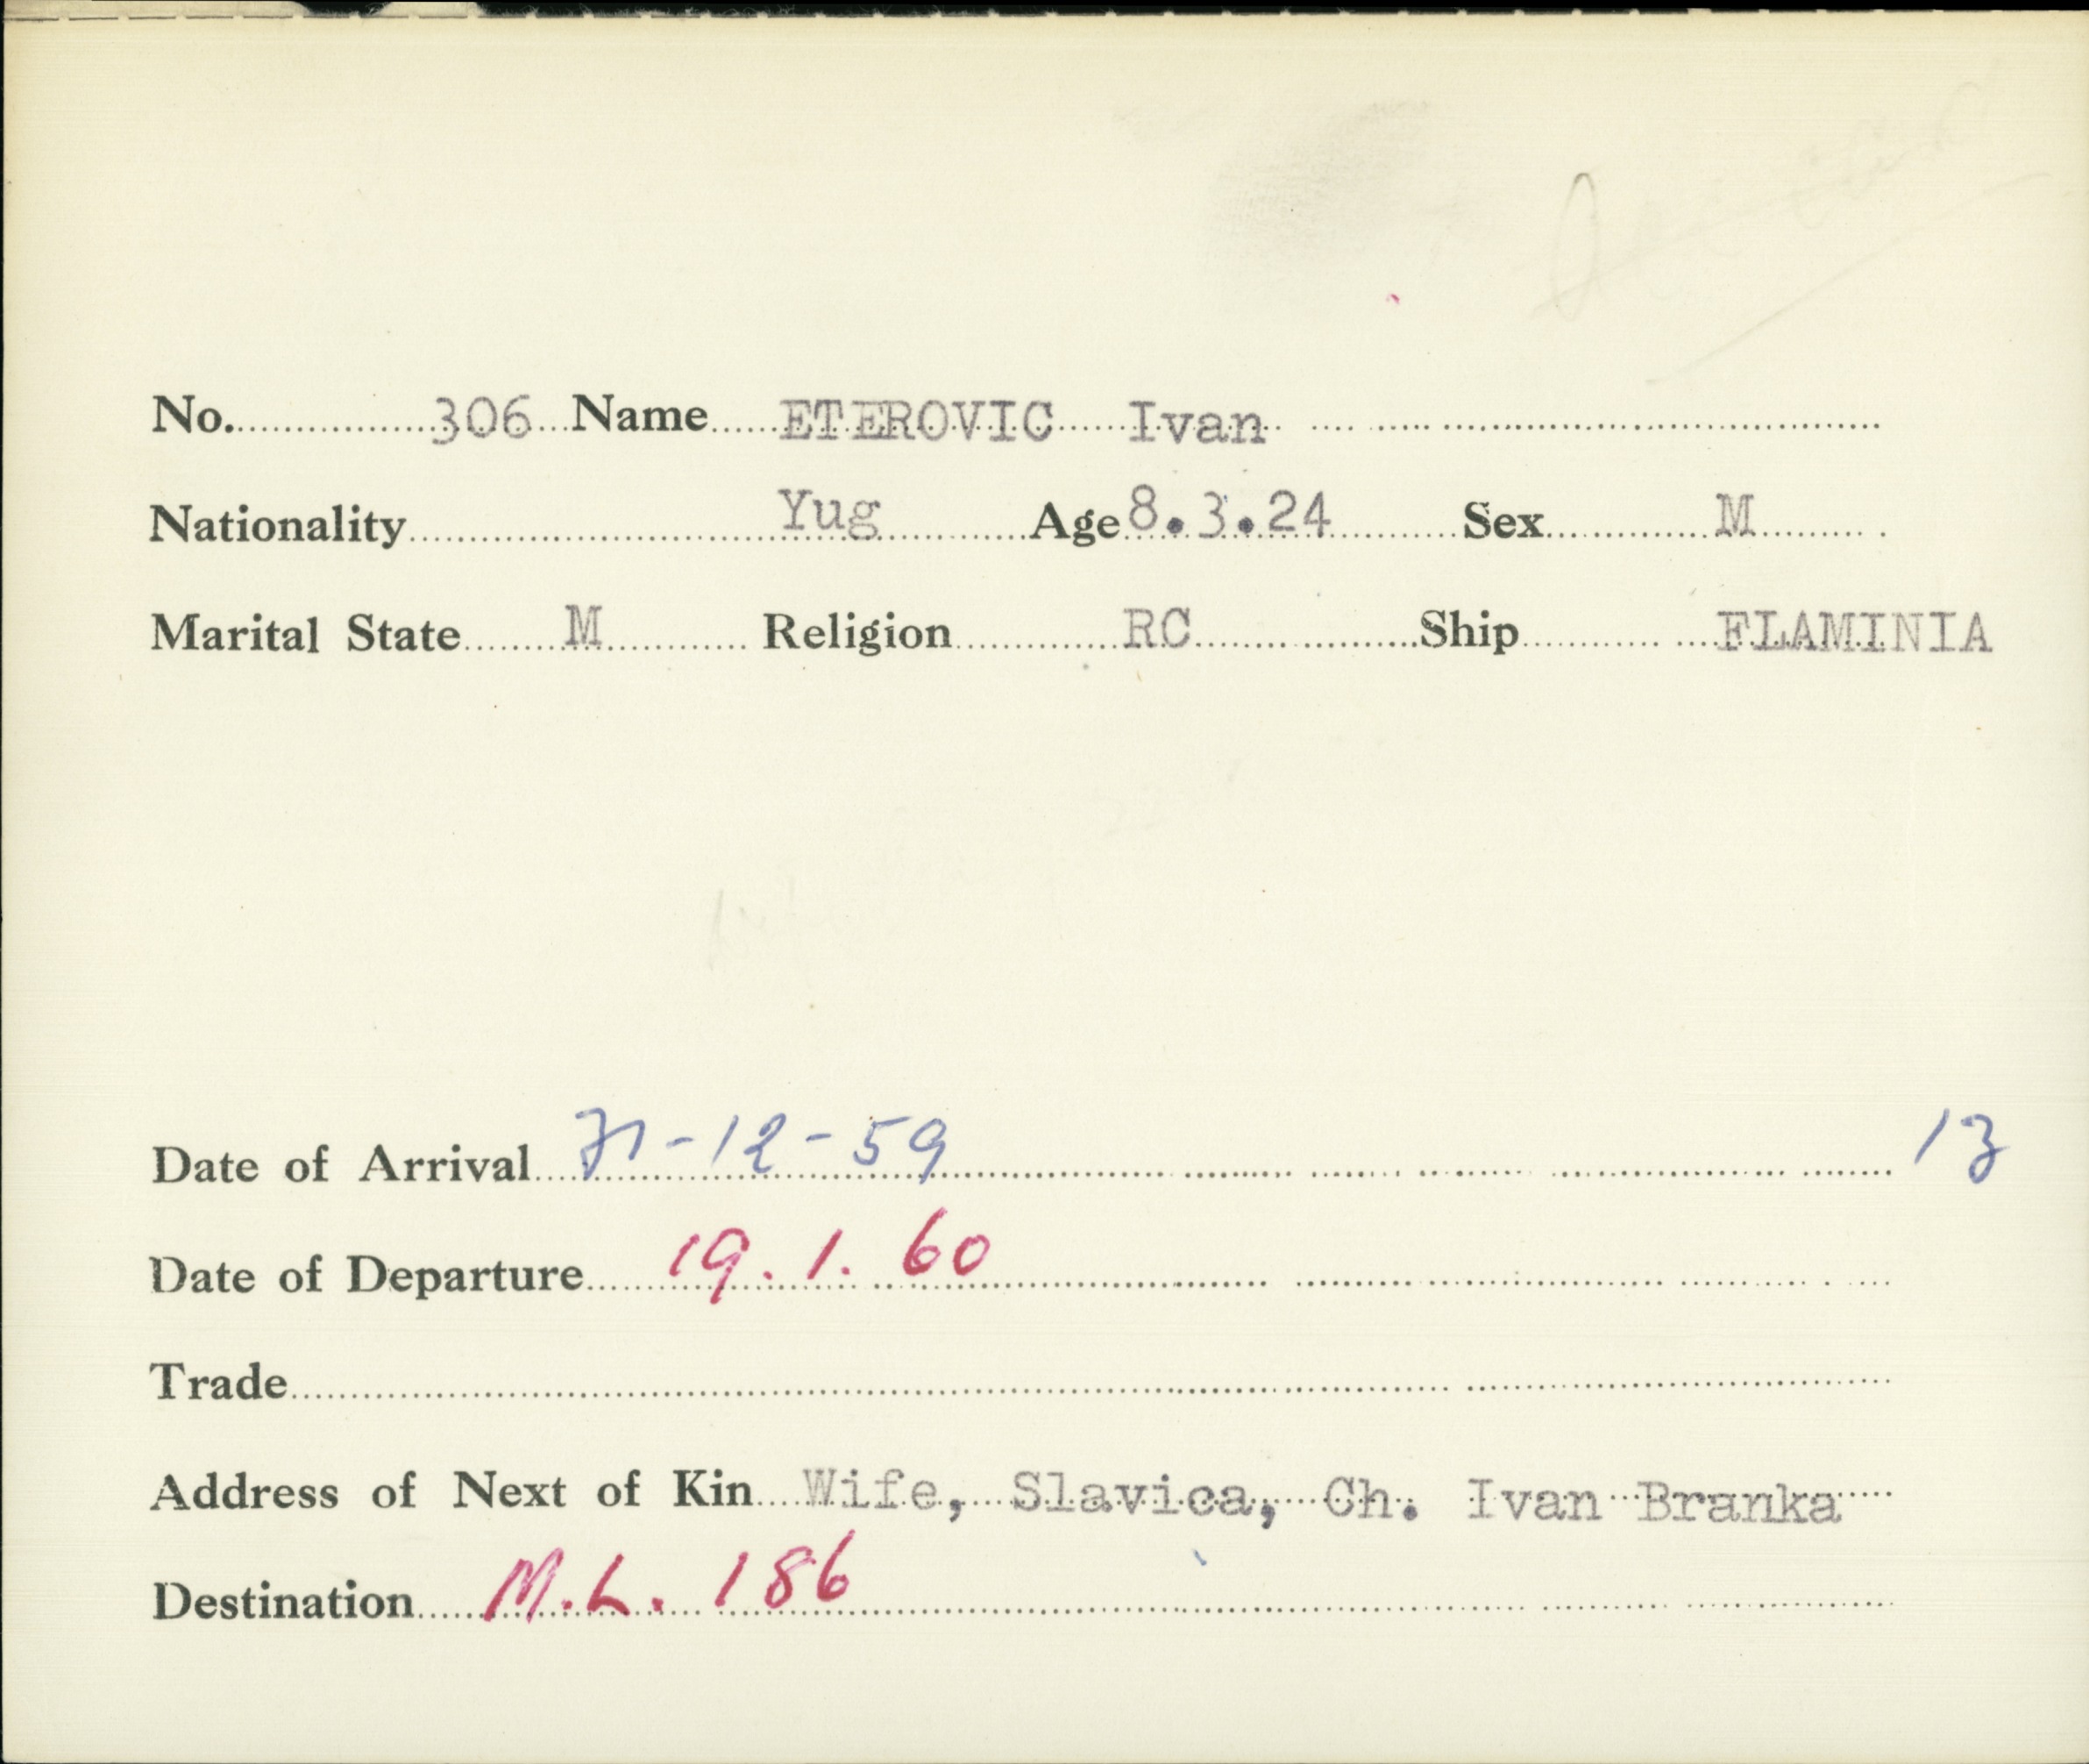 No. 306 Name ETEROVIC Ivan
Nationality Yug Age 8.3.24 Sex M
Marital State M Religion RC Ship FLAMINIA
Date of Arrival 31-12-59 13
Date of Departure 19.1.60
Trade
Address of Next of Kin Wife, Slavica, Ch. Ivan Branka
Destination M.L. 186